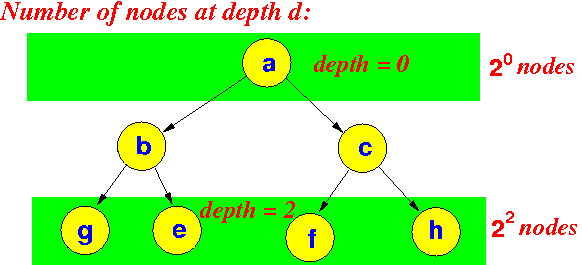 Number of nodes at depth d:
a depth = 0 2^0 nodes
b c
depth = 2
g e f h 2^2 nodes